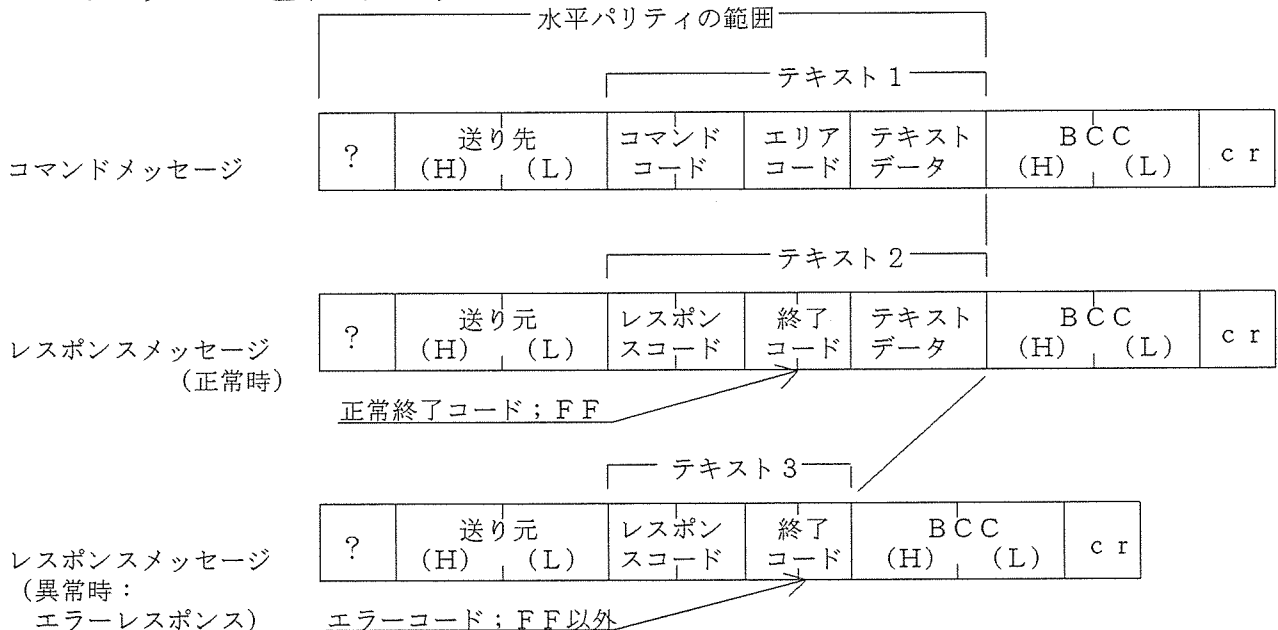 水平パリティの範囲
テキスト1
コマンドメッセージ
? 送り先 (H) (L) コマンドコード エリアコード テキストデータ BCC (H) (L) cr
テキスト2
レスポンスメッセージ
(正常時)
? 送り元 (H) (L) レスポンスコード 終了コード テキストデータ BCC (H) (L) cr
正常終了コード;FF
テキスト3
レスポンスメッセージ
(異常時:
エラーレスポンス)
? 送り元 (H) (L) レスポンスコード 終了コード BCC (H) (L) cr
エラーコード;FF以外